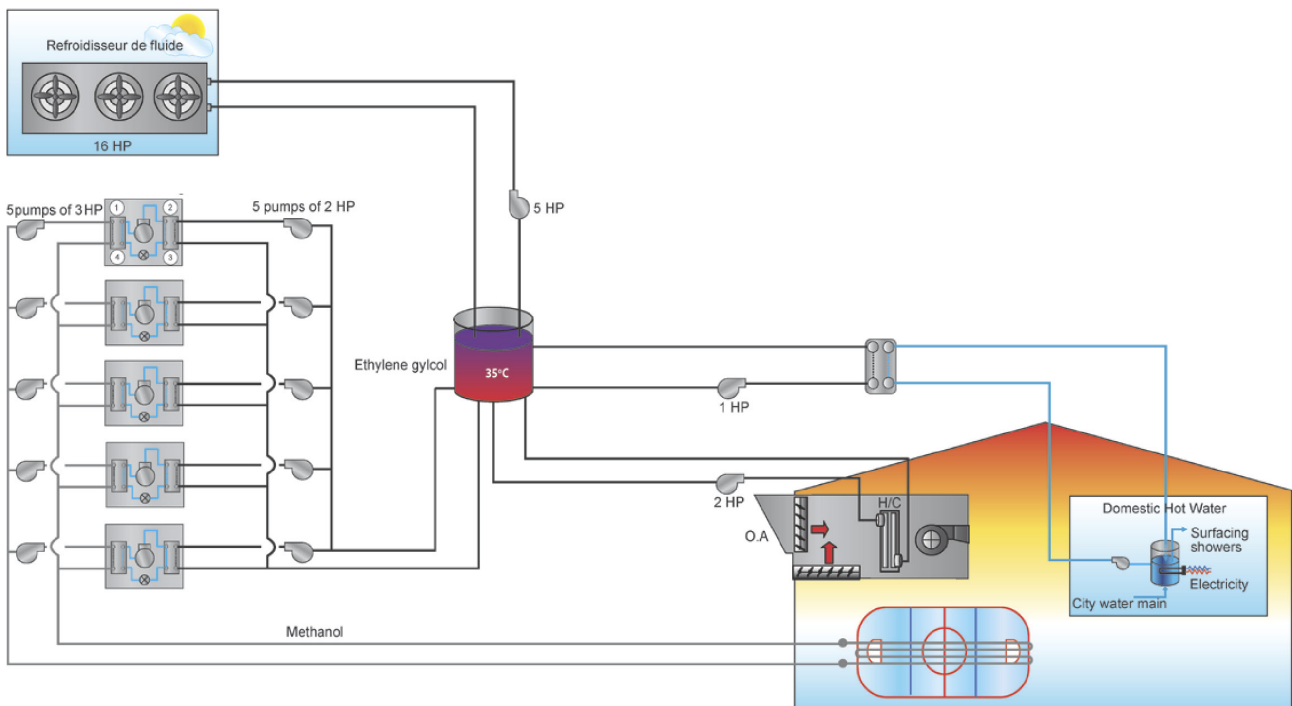 Refroidisseur de fluide
16 HP
5pumps of 3HP
1
2
4
3
5 pumps of 2 HP
5 HP
Ethylene gylcol
35°C
1 HP
2 HP
O.A
H/C
Domestic Hot Water
Surfacing
showers
Electricity
City water main
Methanol